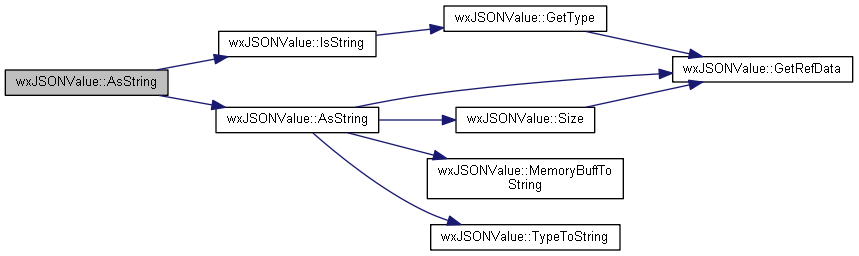 wxJSONValue::AsString
wxJSONValue::IsString
wxJSONValue::GetType
wxJSONValue::GetRefData
wxJSONValue::AsString
wxJSONValue::Size
wxJSONValue::MemoryBuffTo
String
wxJSONValue::TypeToString